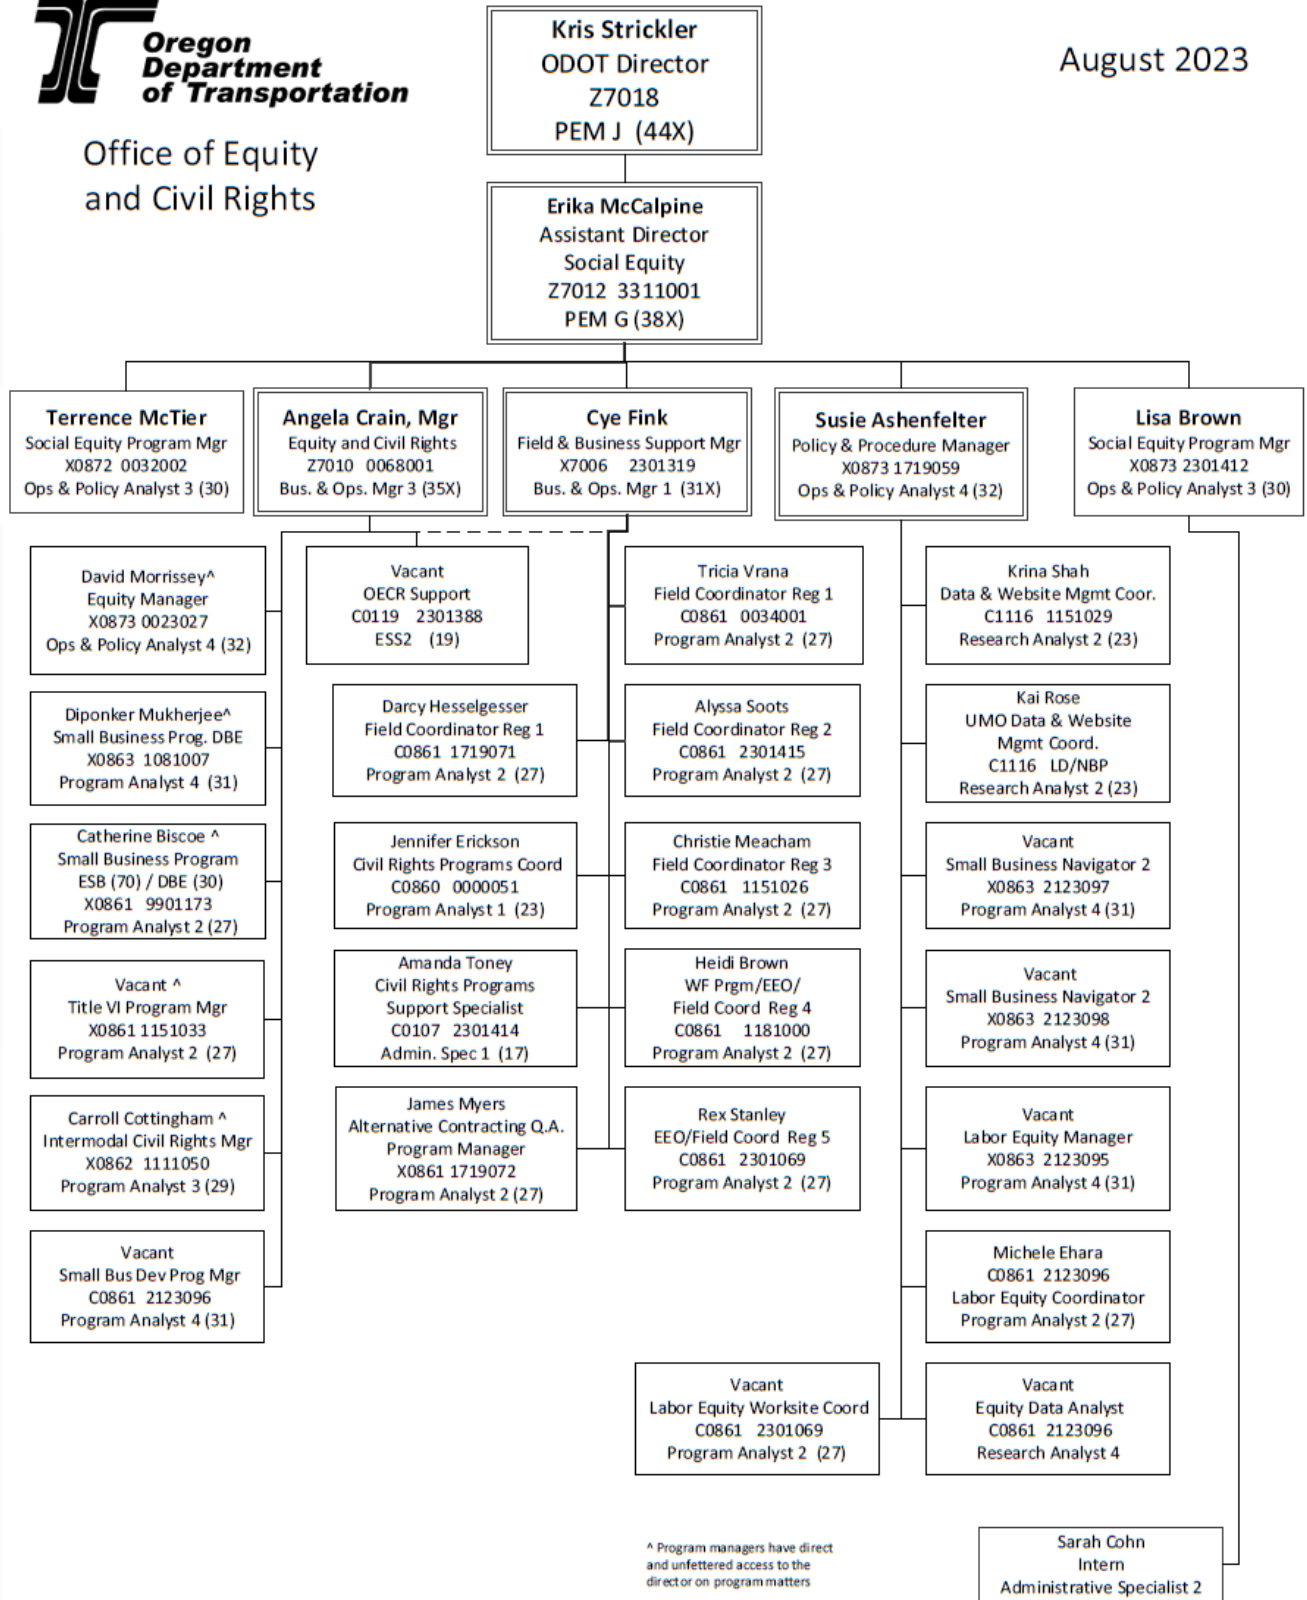 Oregon
Department
of Transportation
Office of Equity
and Civil Rights
August 2023
Kris Strickler
ODOT Director
Z7018
PEM J (44X)
Erika McCalpine
Assistant Director
Social Equity
Z7012 3311001
PEM G (38X)
Terrence McTier
Social Equity Program Mgr
X0872 0032002
Ops & Policy Analyst 3 (30)
Angela Crain, Mgr
Equity and Civil Rights
Z7010 0068001
Bus. & Ops. Mgr 3 (35X)
Cye Fink
Field & Business Support Mgr
X7006 2301319
Bus. & Ops. Mgr 1 (31X)
Susie Ashenfelter
Policy & Procedure Manager
X0873 1719059
Ops & Policy Analyst 4 (32)
Lisa Brown
Social Equity Program Mgr
X0873 2301412
Ops & Policy Analyst 3 (30)
David Morrissey^
Equity Manager
X0873 0023027
Ops & Policy Analyst 4 (32)
Diponker Mukherjee^
Small Business Prog. DBE
X0863 1081007
Program Analyst 4 (31)
Catherine Biscoe ^
Small Business Program
ESB (70) / DBE (30)
X0861 9901173
Program Analyst 2 (27)
Vacant ^
Title VI Program Mgr
X0861 1151033
Program Analyst 2 (27)
Carroll Cottingham ^
Intermodal Civil Rights Mgr
X0862 1111050
Program Analyst 3 (29)
Vacant
Small Bus Dev Prog Mgr
C0861 2123096
Program Analyst 4 (31)
Vacant
OECR Support
C0119 2301388
ESS2 (19)
Darcy Hesselgesser
Field Coordinator Reg 1
C0861 1719071
Program Analyst 2 (27)
Jennifer Erickson
Civil Rights Programs Coord
C0860 0000051
Program Analyst 1 (23)
Amanda Toney
Civil Rights Programs
Support Specialist
C0107 2301414
Admin. Spec 1 (17)
James Myers
Alternative Contracting Q.A.
Program Manager
X0861 1719072
Program Analyst 2 (27)
Tricia Vrana
Field Coordinator Reg 1
C0861 0034001
Program Analyst 2 (27)
Alyssa Soots
Field Coordinator Reg 2
C0861 2301415
Program Analyst 2 (27)
Christie Meacham
Field Coordinator Reg 3
C0861 1151026
Program Analyst 2 (27)
Heidi Brown
WF Prgm/EEO/
Field Coord Reg 4
C0861 1181000
Program Analyst 2 (27)
Rex Stanley
EEO/Field Coord Reg 5
C0861 2301069
Program Analyst 2 (27)
Krina Shah
Data & Website Mgmt Coor.
C1116 1151029
Research Analyst 2 (23)
Kai Rose
UMO Data & Website
Mgmt Coord.
C1116 LD/NBP
Research Analyst 2 (23)
Vacant
Small Business Navigator 2
X0863 2123097
Program Analyst 4 (31)
Vacant
Small Business Navigator 2
X0863 2123098
Program Analyst 4 (31)
Vacant
Labor Equity Manager
X0863 2123095
Program Analyst 4 (31)
Michele Ehara
C0861 2123096
Labor Equity Coordinator
Program Analyst 2 (27)
Vacant
Labor Equity Worksite Coord
C0861 2301069
Program Analyst 2 (27)
Vacant
Equity Data Analyst
C0861 2123096
Research Analyst 4
^ Program managers have direct
and unfettered access to the
director on program matters
Sarah Cohn
Intern
Administrative Specialist 2